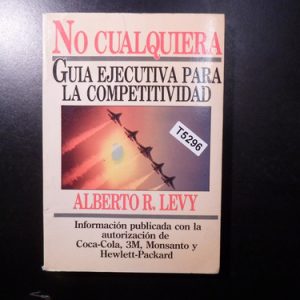 NO CUALQUIERA
GUIA EJECUTIVA PARA
LA COMPETITIVIDAD
T5296
ALBERTO R. LEVY
Información publicada con la
autorización de
Coca-Cola, 3M, Monsanto y
Hewlett-Packard